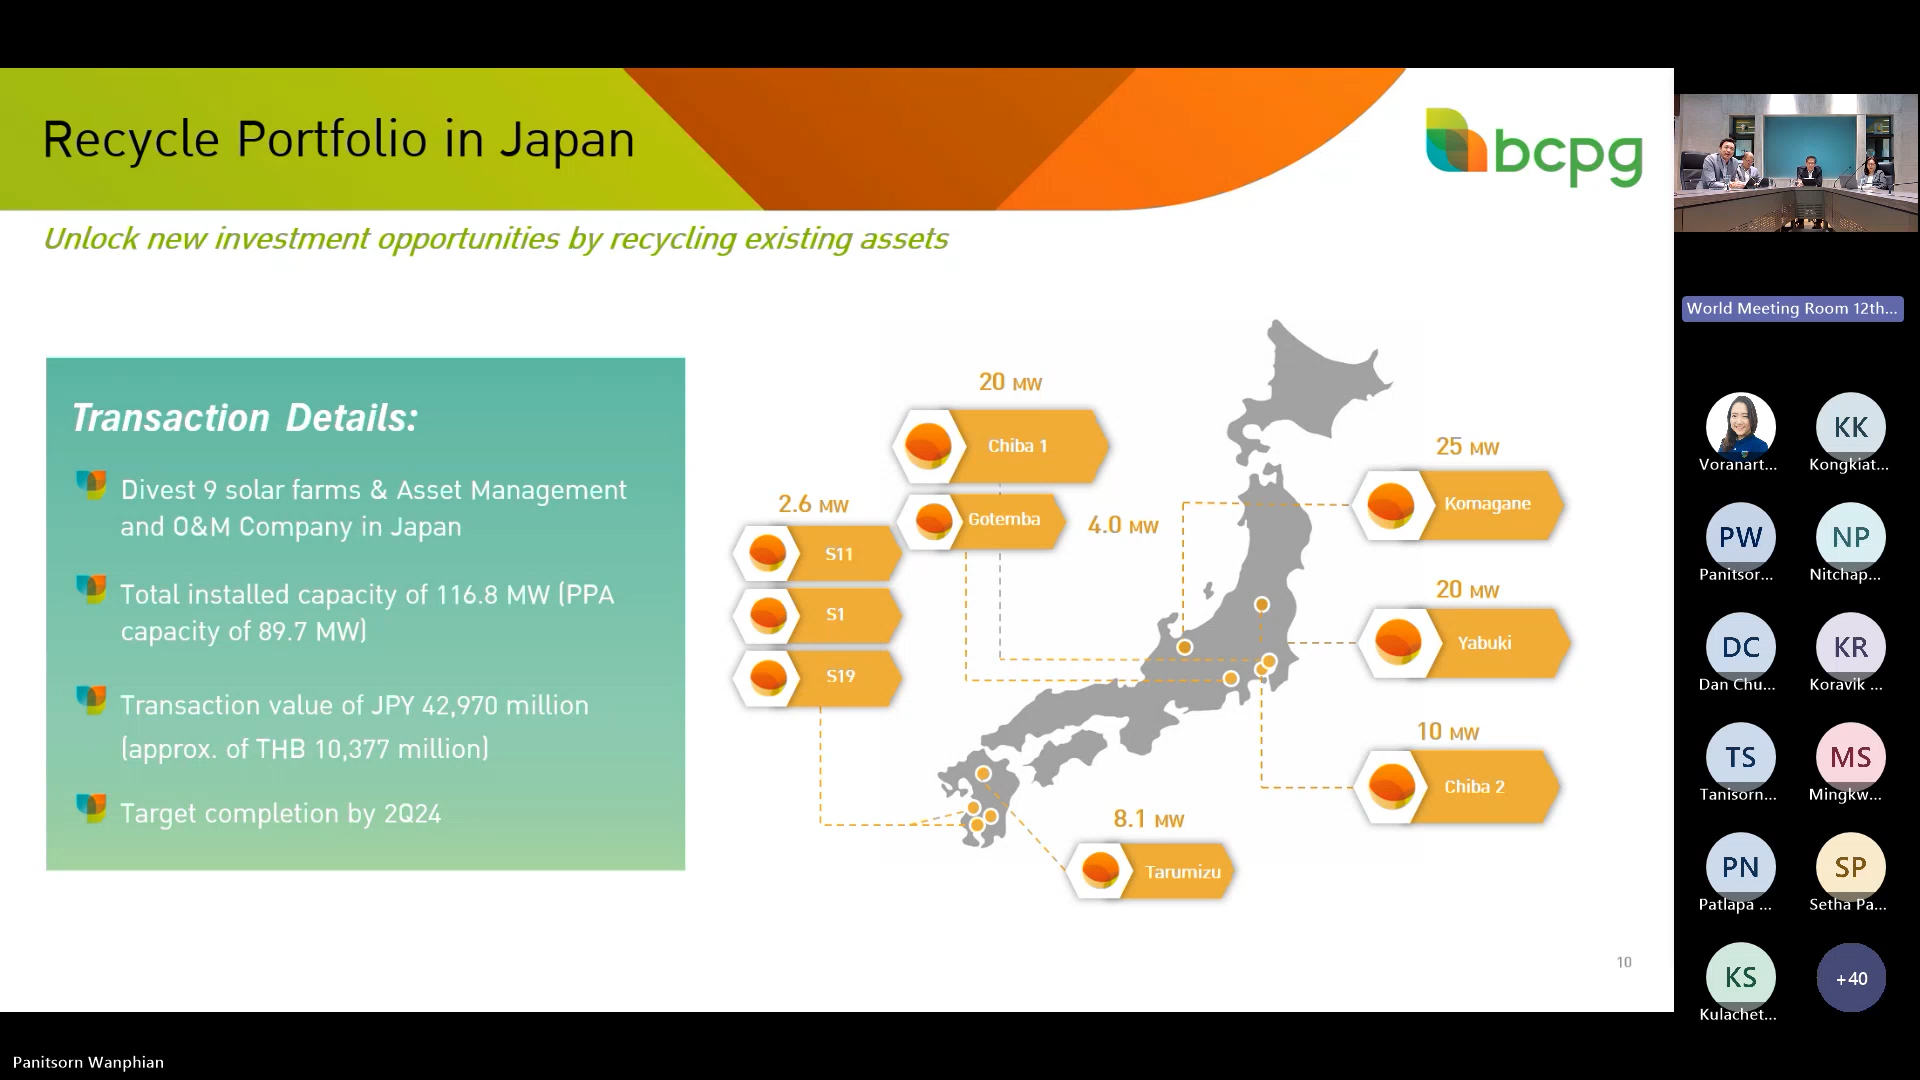 Recycle Portfolio in Japan
bcpg
Unlock new investment opportunities by recycling existing assets
Transaction Details:
Divest 9 solar farms & Asset Management
and O&M Company in Japan
Total installed capacity of 116.8 MW (PPA
capacity of 89.7 MW)
Transaction value of JPY 42,970 million
(approx. of THB 10,377 million)
Target completion by 2Q24
20 MW
Chiba 1
Gotemba
4.0 MW
2.6 MW
S11
S1
S19
25 MW
Komagane
20 MW
Yabuki
10 MW
Chiba 2
8.1 MW
Tarumizu
10
World Meeting Room 12th...
Voranart...
KK
Kongkiat...
PW
Panitsor...
NP
Nitchap...
DC
Dan Chu...
KR
Koravik ...
TS
Tanisorn...
MS
Mingkw...
PN
Patlapa ...
SP
Setha Pa...
KS
Kulachet...
+40
Panitsorn Wanphian